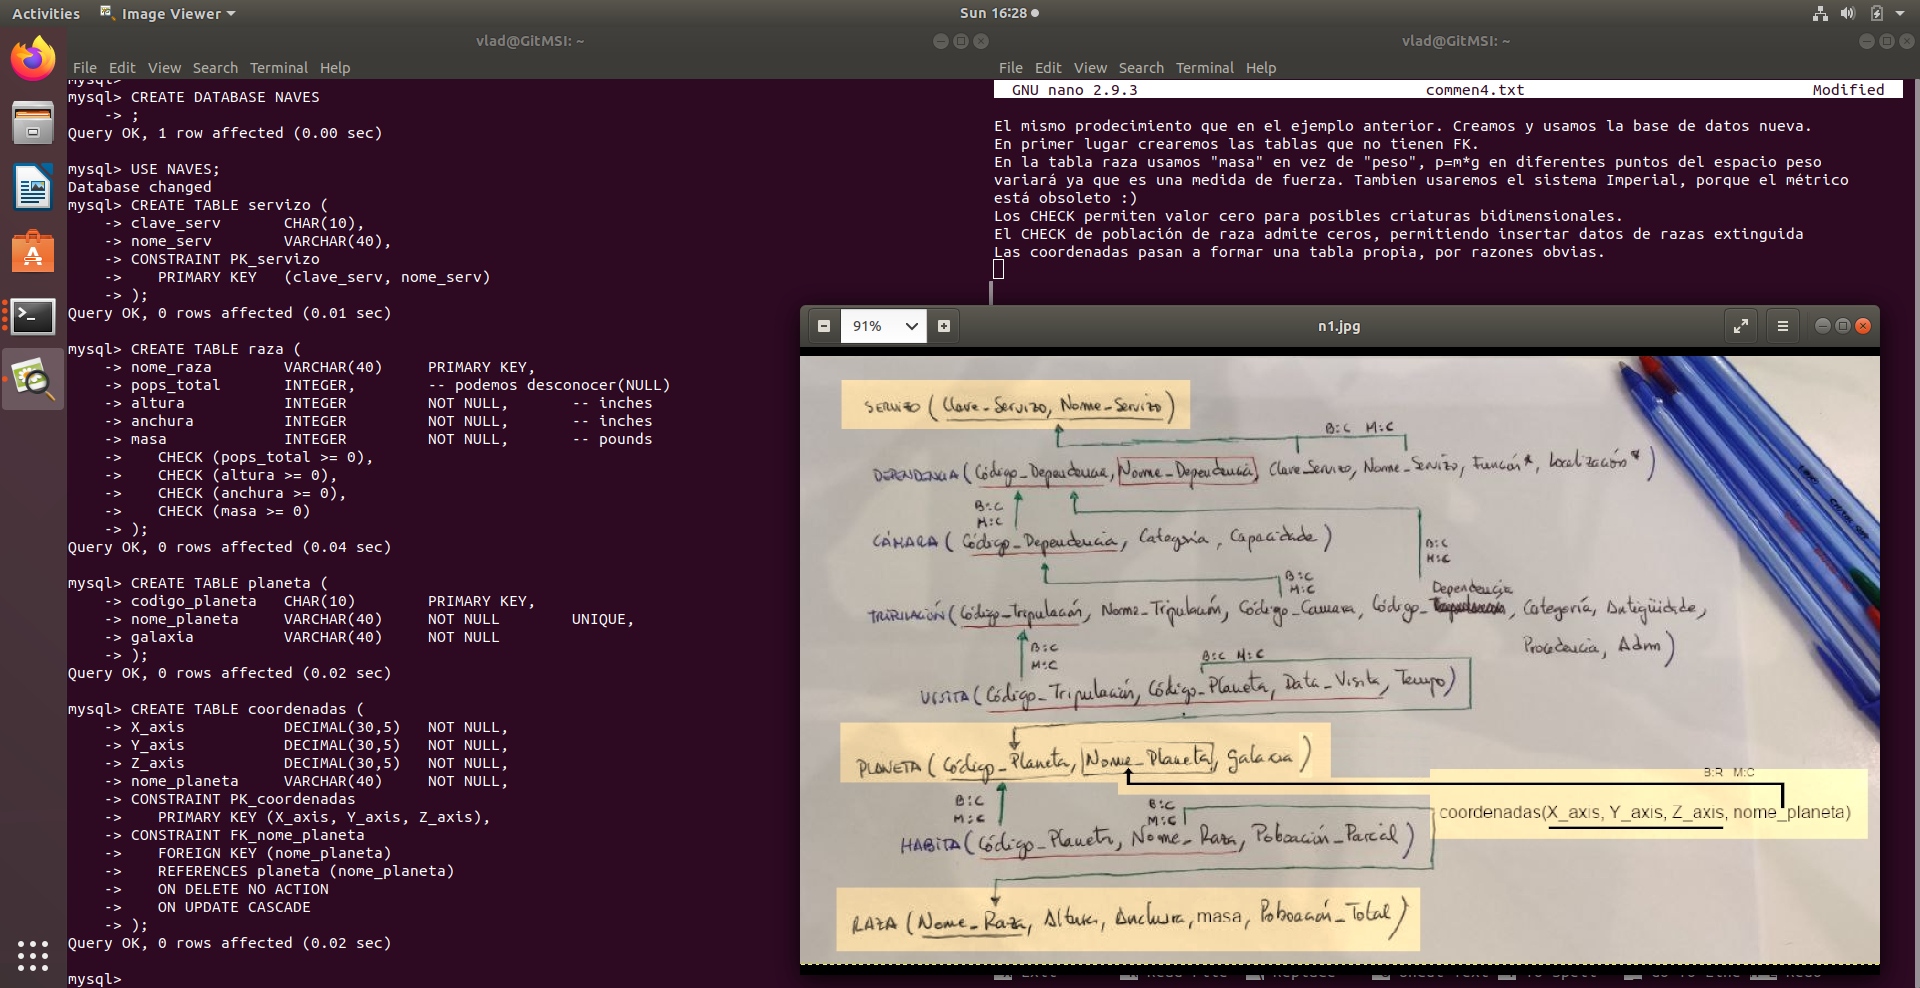 Activities Image Viewer Sun 16:28
vlad@GitMSI: ~
File Edit View Search Terminal Help
mysql>
mysql> CREATE DATABASE NAVES
    -> ;
Query OK, 1 row affected (0.00 sec)
mysql> USE NAVES;
Database changed
mysql> CREATE TABLE servizo (
    -> clave_serv       CHAR(10),
    -> nome_serv        VARCHAR(40),
    -> CONSTRAINT PK_servizo
    ->    PRIMARY KEY   (clave_serv, nome_serv)
    -> );
Query OK, 0 rows affected (0.01 sec)
mysql> CREATE TABLE raza (
    -> nome_raza        VARCHAR(40)     PRIMARY KEY,
    -> pops_total       INTEGER,        -- podemos desconocer(NULL)
    -> altura           INTEGER         NOT NULL,       -- inches
    -> anchura          INTEGER         NOT NULL,       -- inches
    -> masa             INTEGER         NOT NULL,       -- pounds
    ->    CHECK (pops_total >= 0),
    ->    CHECK (altura >= 0),
    ->    CHECK (anchura >= 0),
    ->    CHECK (masa >= 0)
    -> );
Query OK, 0 rows affected (0.04 sec)
mysql> CREATE TABLE planeta (
    -> codigo_planeta   CHAR(10)        PRIMARY KEY,
    -> nome_planeta     VARCHAR(40)     NOT NULL        UNIQUE,
    -> galaxia          VARCHAR(40)     NOT NULL
    -> );
Query OK, 0 rows affected (0.02 sec)
mysql> CREATE TABLE coordenadas (
    -> X_axis           DECIMAL(30,5)   NOT NULL,
    -> Y_axis           DECIMAL(30,5)   NOT NULL,
    -> Z_axis           DECIMAL(30,5)   NOT NULL,
    -> nome_planeta     VARCHAR(40)     NOT NULL,
    -> CONSTRAINT PK_coordenadas
    ->    PRIMARY KEY (X_axis, Y_axis, Z_axis),
    -> CONSTRAINT FK_nome_planeta
    ->    FOREIGN KEY (nome_planeta)
    ->    REFERENCES planeta (nome_planeta)
    ->    ON DELETE NO ACTION
    ->    ON UPDATE CASCADE
    -> );
Query OK, 0 rows affected (0.02 sec)
mysql>
vlad@GitMSI: ~
File Edit View Search Terminal Help
GNU nano 2.9.3 commen4.txt Modified
El mismo prodecimiento que en el ejemplo anterior. Creamos y usamos la base de datos nueva.
En primer lugar crearemos las tablas que no tienen FK.
En la tabla raza usamos "masa" en vez de "peso", p=m*g en diferentes puntos del espacio peso
variará ya que es una medida de fuerza. Tambien usaremos el sistema Imperial, porque el métrico
está obsoleto :)
Los CHECK permiten valor cero para posibles criaturas bidimensionales.
El CHECK de población de raza admite ceros, permitiendo insertar datos de razas extinguida
Las coordenadas pasan a formar una tabla propia, por razones obvias.
91% n1.jpg
SERVIZO (Clave_Servizo, Nome_Servizo)
B:C M:C
DEPENDENCIA (Código_Dependencia, Nome_Dependencia, Clave_Servizo, Nome_Servizo, Función*, Localización*)
B:C
M:C
CÁMARA (Código_Dependencia, Categoría, Capacidade)
B:C
M:C
B:C
M:C
Dependencia
TRIPULACIÓN (Código_Tripulación, Nome_Tripulación, Código_Camara, Código_, Categoría, Antigüidade,
Procedencia, Adm)
B:C
M:C
B:C M:C
VISITA (Código_Tripulación, Código_Planeta, Data_Visita, Tempo)
PLANETA (Código_Planeta, Nome_Planeta, Galaxia)
B:R M:C
coordenadas(X_axis, Y_axis, Z_axis, nome_planeta)
B:C
M:C
B:C
M:C
HABITA (Código_Planeta, Nome_Raza, Poboación_Parcial)
RAZA (Nome_Raza, Altura, Anchura, masa, Poboación_Total)